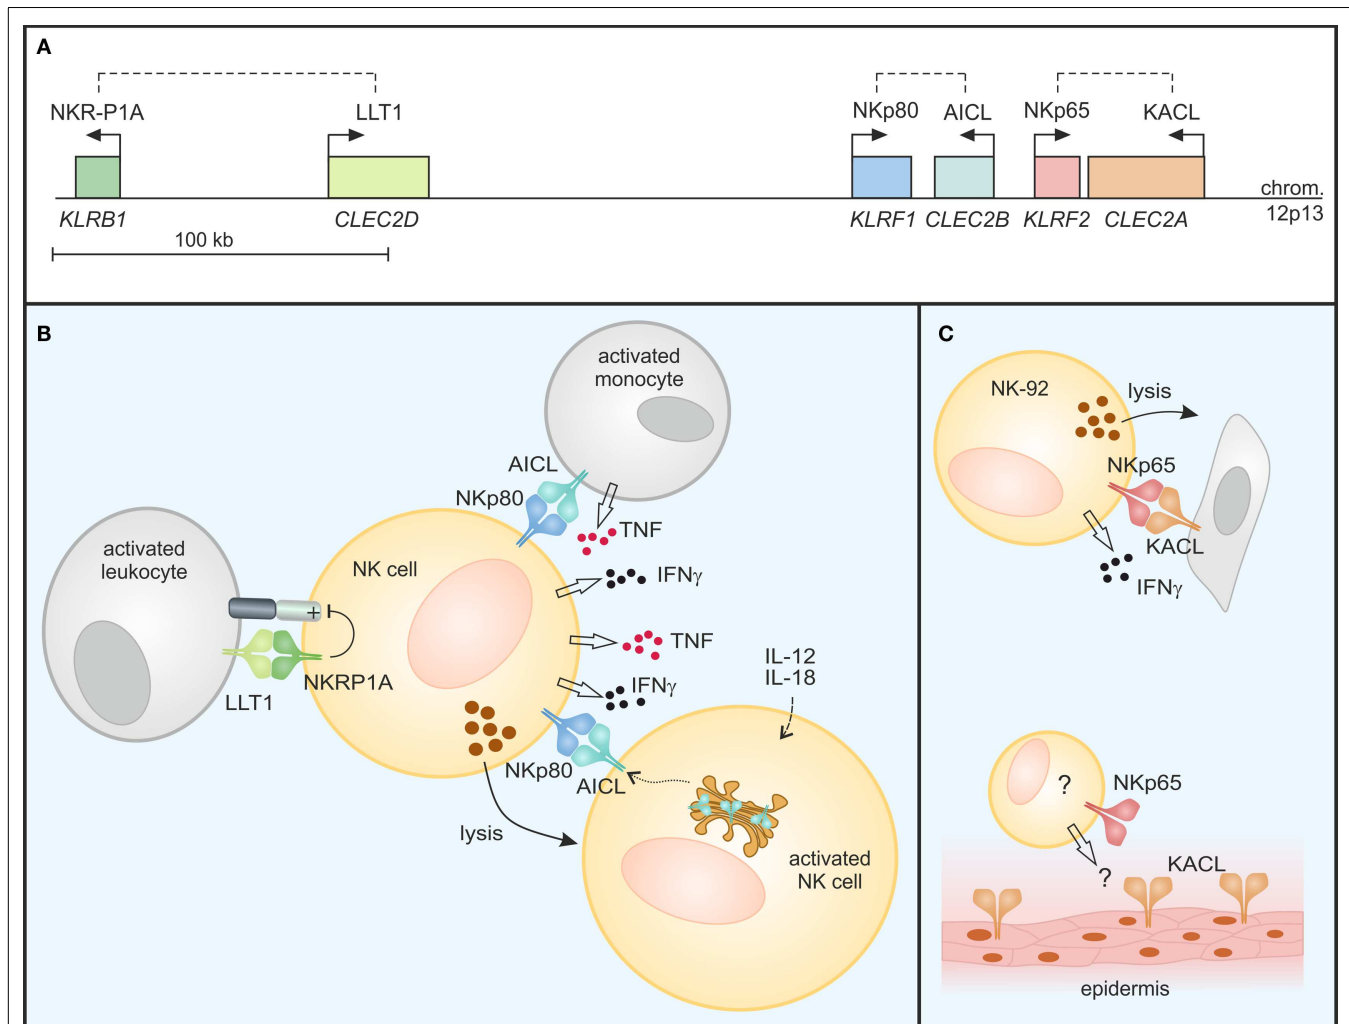 A
NKR-P1A
LLT1
NKp80
AICL
NKp65
KACL
chrom.
12p13
KLRB1
CLEC2D
KLRF1
CLEC2B
KLRF2
CLEC2A
100 kb
B
activated
monocyte
AICL
NKp80
TNF
activated
leukocyte
NK cell
IFNγ
+
TNF
NKRP1A
LLT1
IFNγ
IL-12
IL-18
NKp80
AICL
lysis
activated
NK cell
C
NK-92
lysis
NKp65
KACL
IFNγ
?
NKp65
?
KACL
epidermis